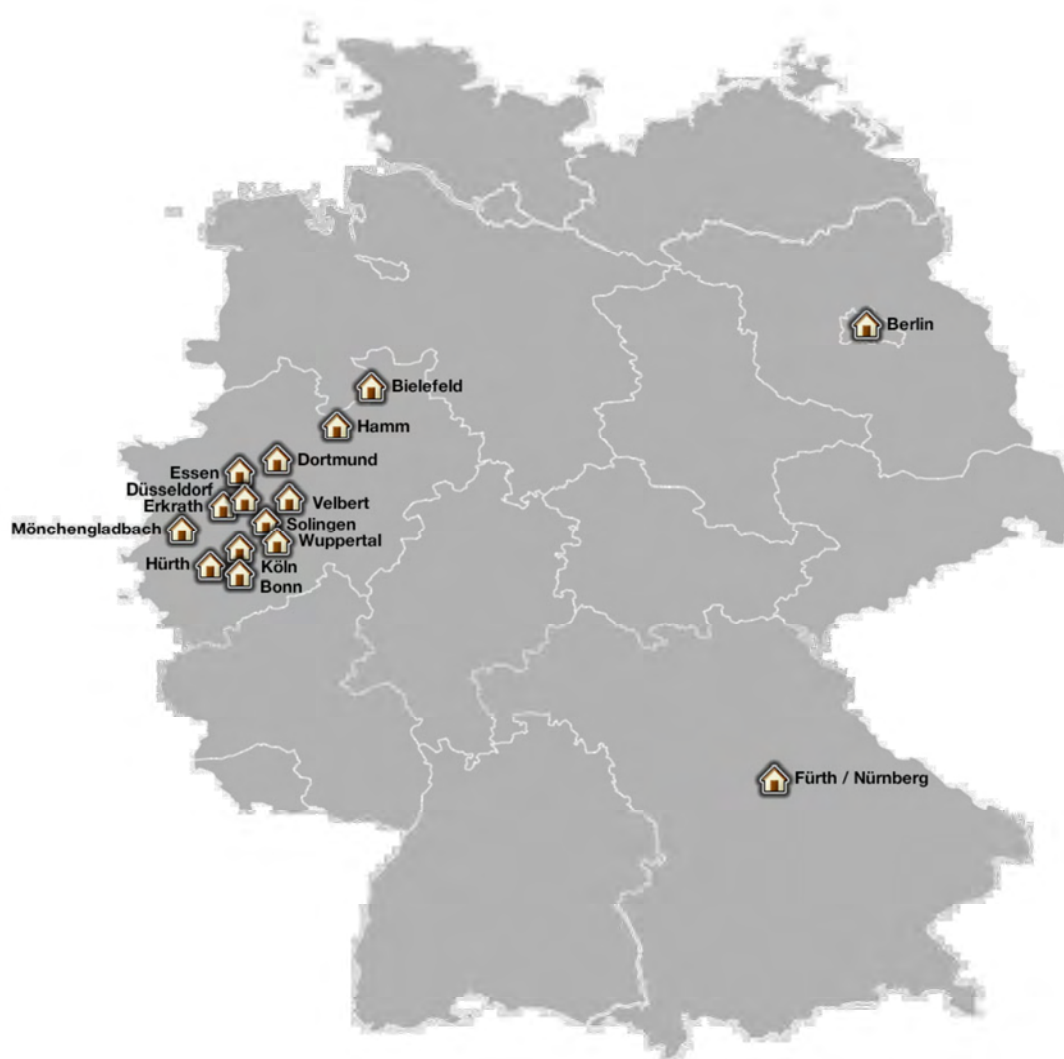 Berlin
Bielefeld
Hamm
Dortmund
Essen
Düsseldorf
Erkrath
Velbert
Mönchengladbach
Solingen
Wuppertal
Hürth
Köln
Bonn
Fürth / Nürnberg